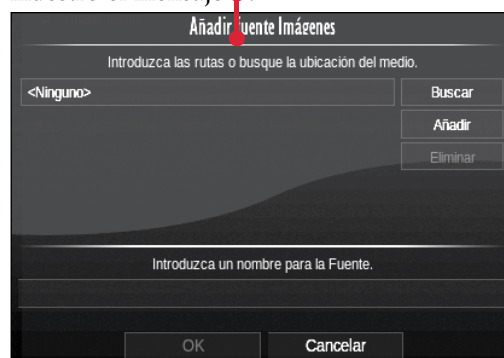 Añadir fuente Imágenes
Introduzca las rutas o busque la ubicación del medio.
<Ninguno>
Buscar
Añadir
Eliminar
Introduzca un nombre para la Fuente.
OK
Cancelar